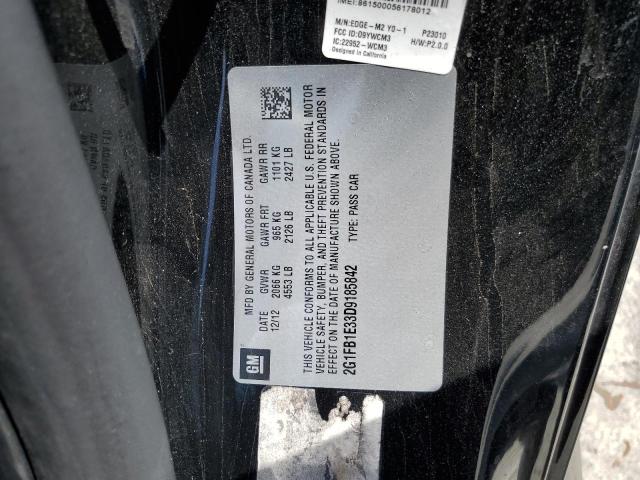 IMEI: 861500056178012
M/N: EDGE-M2 Y0-1 P23010
FCC ID: O9YWCM3 H/W:P2.0.0
IC:22952-WCM3
Designed in California
GM
MFD BY GENERAL MOTORS OF CANADA LTD.
DATE GVWR GAWR FRT GAWR RR
12/12 2066 KG 965 KG 1101 KG
4553 LB 2126 LB 2427 LB
THIS VEHICLE CONFORMS TO ALL APPLICABLE U.S. FEDERAL MOTOR
VEHICLE SAFETY, BUMPER, AND THEFT PREVENTION STANDARDS IN
EFFECT ON THE DATE OF MANUFACTURE SHOWN ABOVE.
TYPE: PASS CAR
2G1FB1E33D9185842